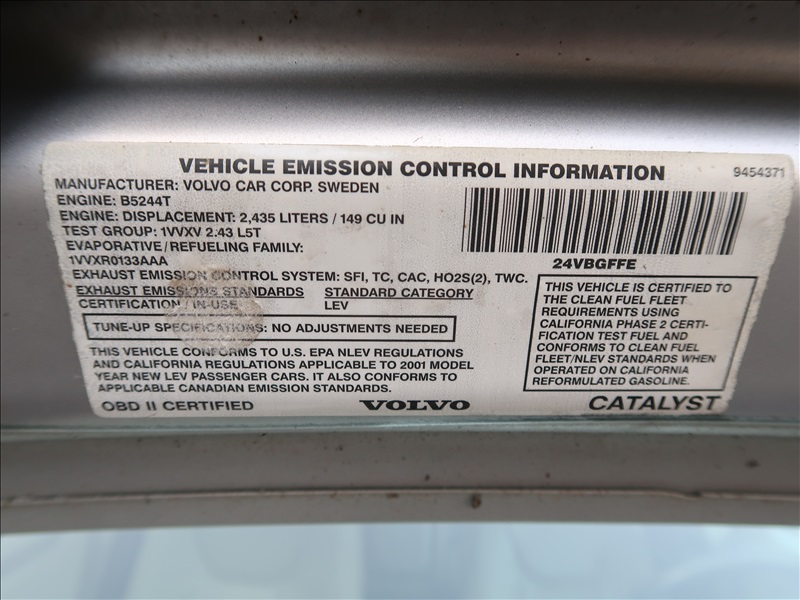 VEHICLE EMISSION CONTROL INFORMATION
9454371
MANUFACTURER: VOLVO CAR CORP. SWEDEN
ENGINE: B5244T
ENGINE: DISPLACEMENT: 2,435 LITERS / 149 CU IN
TEST GROUP: 1VVXV 2.43 L5T
EVAPORATIVE/REFUELING FAMILY:
1VVXR0133AAA
EXHAUST EMISSION CONTROL SYSTEM: SFI, TC, CAC, HO2S(2), TWC.
EXHAUST EMISSIONS STANDARDS STANDARD CATEGORY
CERTIFICATION / IN-USE LEV
TUNE-UP SPECIFICATIONS: NO ADJUSTMENTS NEEDED
THIS VEHICLE CONFORMS TO U.S. EPA NLEV REGULATIONS
AND CALIFORNIA REGULATIONS APPLICABLE TO 2001 MODEL
YEAR NEW LEV PASSENGER CARS. IT ALSO CONFORMS TO
APPLICABLE CANADIAN EMISSION STANDARDS.
24VBGFFE
THIS VEHICLE IS CERTIFIED TO
THE CLEAN FUEL FLEET
REQUIREMENTS USING
CALIFORNIA PHASE 2 CERTI-
FICATION TEST FUEL AND
CONFORMS TO CLEAN FUEL
FLEET/NLEV STANDARDS WHEN
OPERATED ON CALIFORNIA
REFORMULATED GASOLINE.
OBD II CERTIFIED
VOLVO
CATALYST